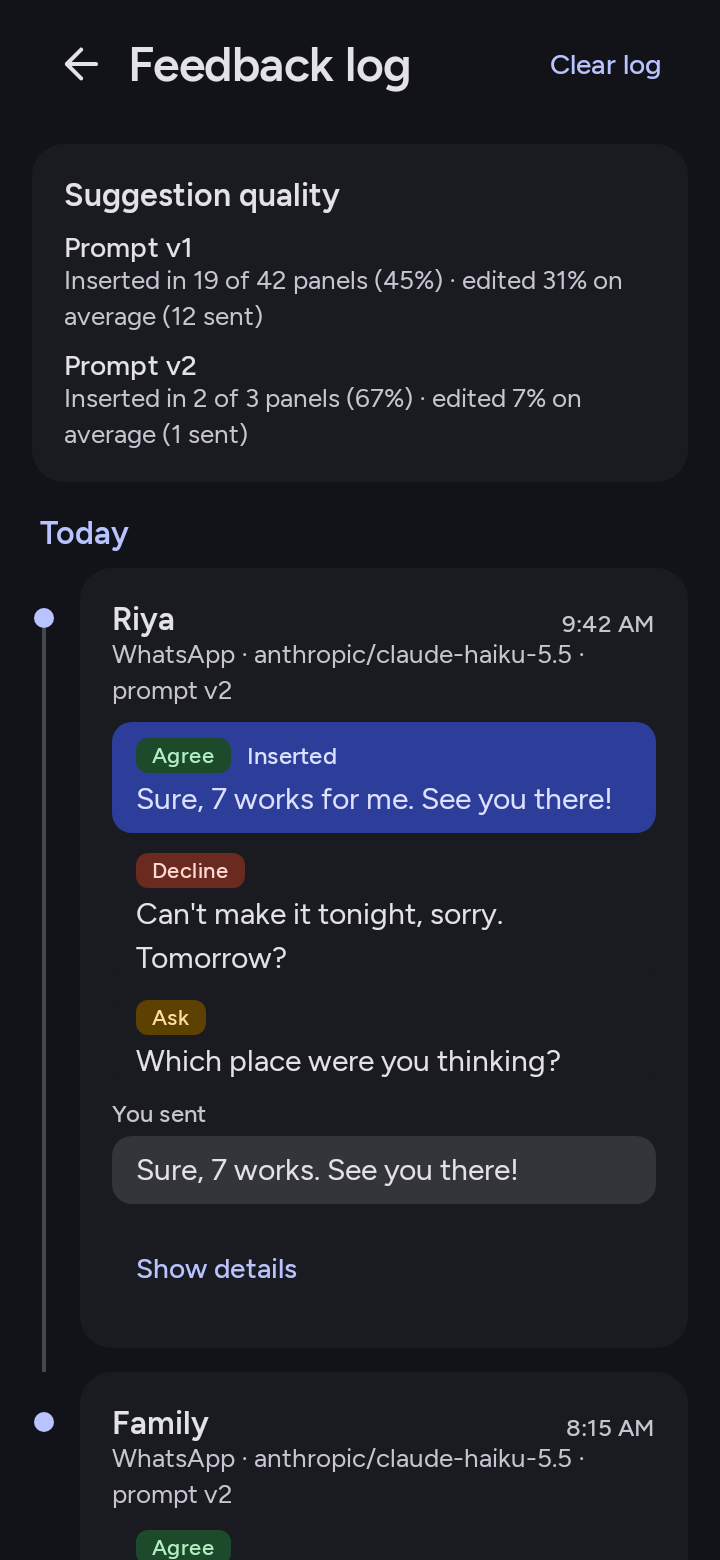 Feedback log
Clear log
Suggestion quality
Prompt v1
Inserted in 19 of 42 panels (45%) · edited 31% on
average (12 sent)
Prompt v2
Inserted in 2 of 3 panels (67%) · edited 7% on
average (1 sent)
Today
Riya
9:42 AM
WhatsApp · anthropic/claude-haiku-5.5 ·
prompt v2
Agree
Inserted
Sure, 7 works for me. See you there!
Decline
Can't make it tonight, sorry.
Tomorrow?
Ask
Which place were you thinking?
You sent
Sure, 7 works. See you there!
Show details
Family
8:15 AM
WhatsApp · anthropic/claude-haiku-5.5 ·
prompt v2
Agree